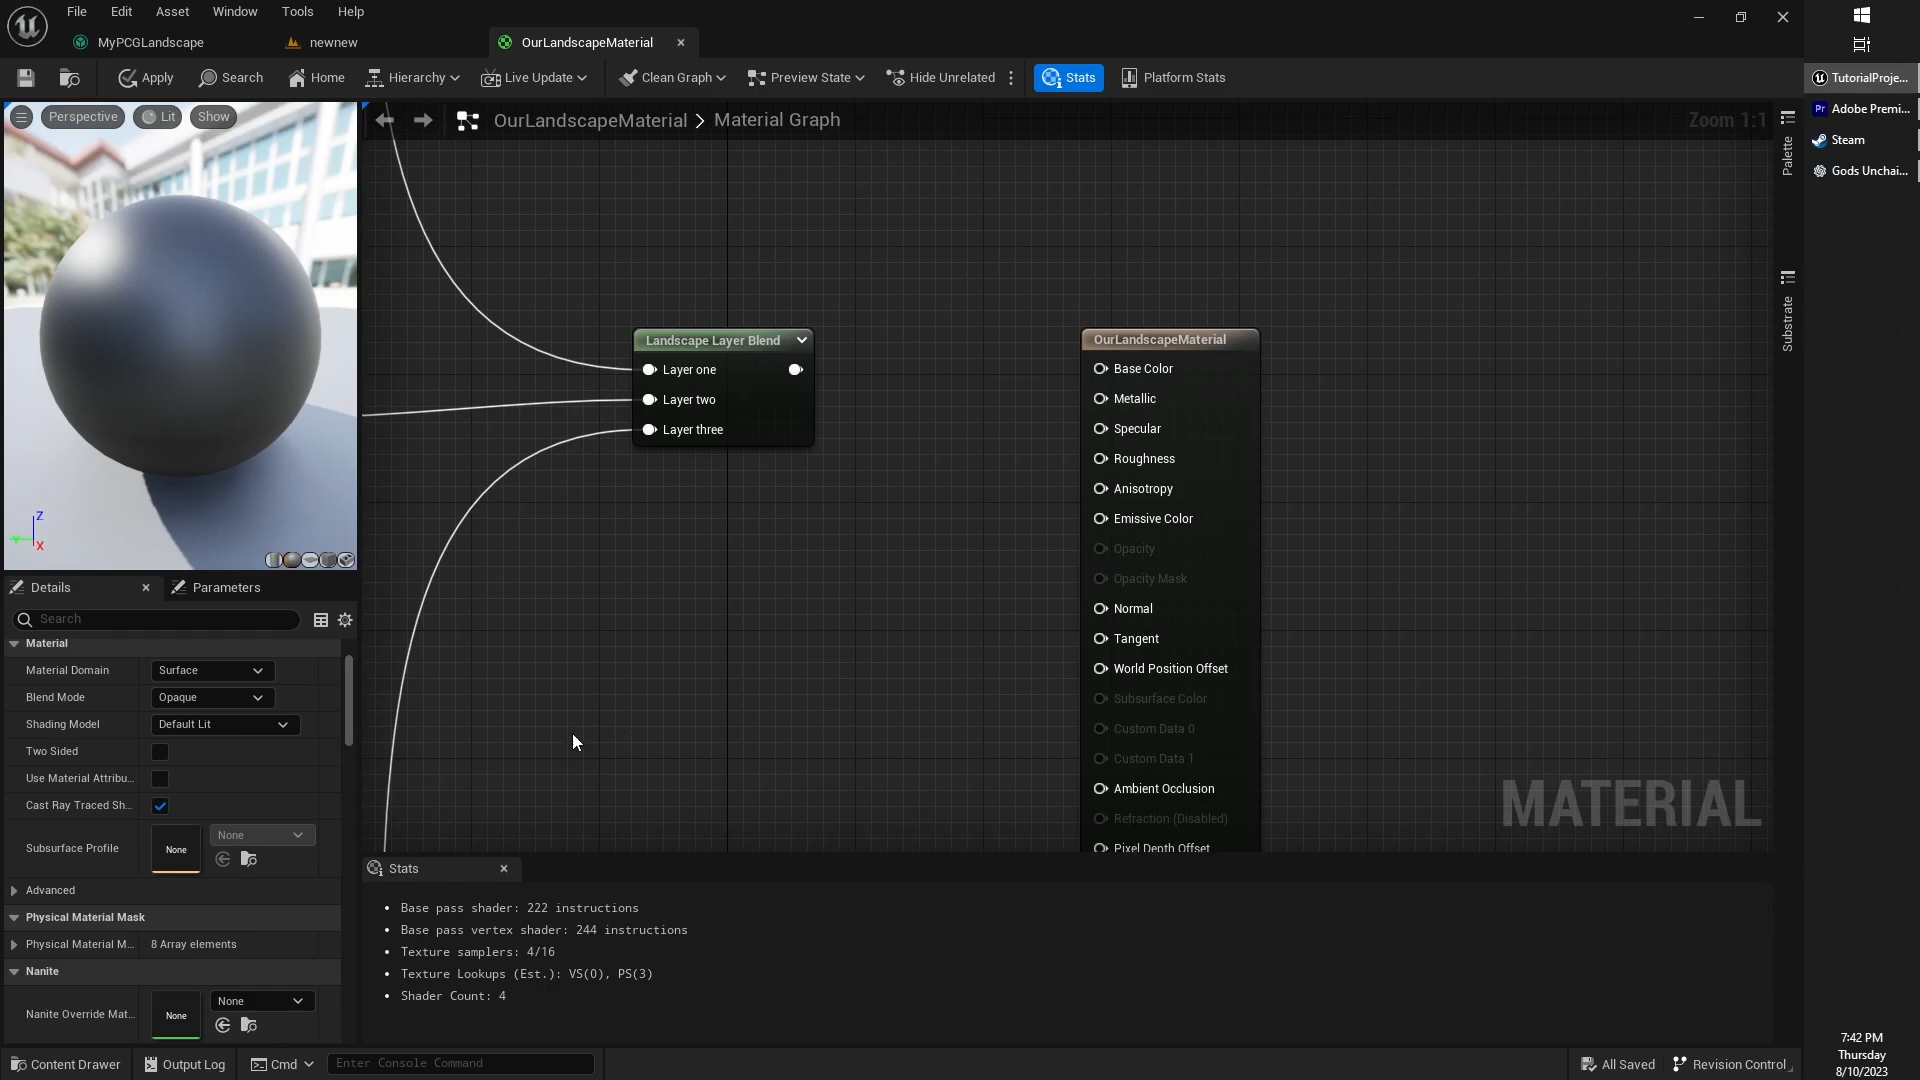 File Edit Asset Window Tools Help
MyPCGLandscape newnew OurLandscapeMaterial
Apply Search Home Hierarchy Live Update Clean Graph Preview State Hide Unrelated Stats Platform Stats
TutorialProje...
Adobe Premi...
Steam
Gods Unchai...
Perspective Lit Show
OurLandscapeMaterial > Material Graph
Zoom 1:1
Palette
Substrate
Landscape Layer Blend
Layer one
Layer two
Layer three
OurLandscapeMaterial
Base Color
Metallic
Specular
Roughness
Anisotropy
Emissive Color
Opacity
Opacity Mask
Normal
Tangent
World Position Offset
Subsurface Color
Custom Data 0
Custom Data 1
Ambient Occlusion
Refraction (Disabled)
Pixel Depth Offset
MATERIAL
Z
Y
X
Details Parameters
Search
Material
Material Domain Surface
Blend Mode Opaque
Shading Model Default Lit
Two Sided
Use Material Attribu...
Cast Ray Traced Sh...
Subsurface Profile None None
Advanced
Physical Material Mask
Physical Material M... 8 Array elements
Nanite
Nanite Override Mat... None None
Stats
• Base pass shader: 222 instructions
• Base pass vertex shader: 244 instructions
• Texture samplers: 4/16
• Texture Lookups (Est.): VS(0), PS(3)
• Shader Count: 4
Content Drawer Output Log Cmd Enter Console Command All Saved Revision Control
7:42 PM
Thursday
8/10/2023